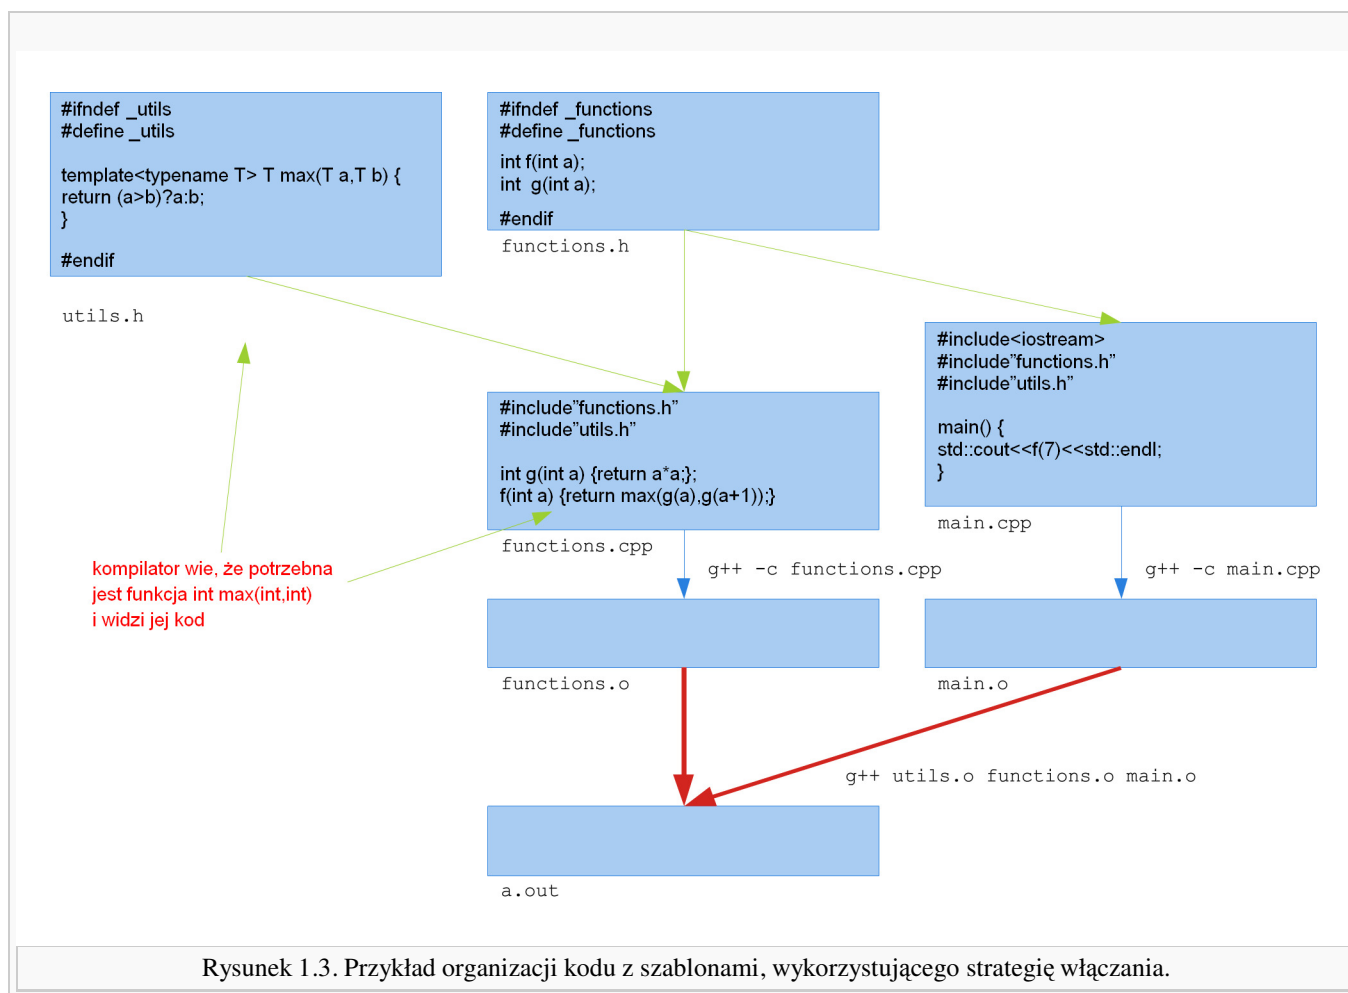 #ifndef _utils
#define _utils
template<typename T> T max(T a,T b) {
return (a>b)?a:b;
}
#endif
utils.h
#ifndef _functions
#define _functions
int f(int a);
int g(int a);
#endif
functions.h
#include<iostream>
#include”functions.h”
#include”utils.h”
main() {
std::cout<<f(7)<<std::endl;
}
main.cpp
#include”functions.h”
#include”utils.h”
int g(int a) {return a*a;};
f(int a) {return max(g(a),g(a+1));}
functions.cpp
kompilator wie, że potrzebna
jest funkcja int max(int,int)
i widzi jej kod
g++ -c functions.cpp
g++ -c main.cpp
functions.o
main.o
g++ utils.o functions.o main.o
a.out
Rysunek 1.3. Przykład organizacji kodu z szablonami, wykorzystującego strategię włączania.